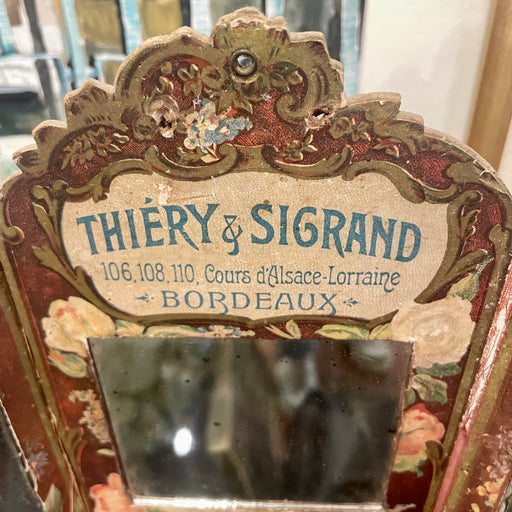 THIÉRY & SIGRAND
106, 108, 110, Cours d'Alsace-Lorraine
BORDEAUX